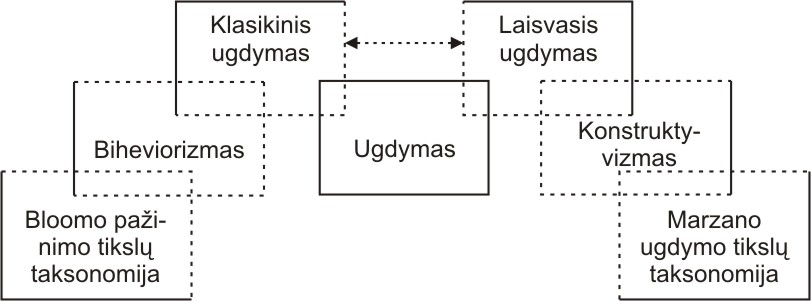 Klasikinis
ugdymas
Laisvasis
ugdymas
Biheviorizmas
Ugdymas
Konstrukty-
vizmas
Bloomo paži-
nimo tikslų
taksonomija
Marzano
ugdymo tikslų
taksonomija